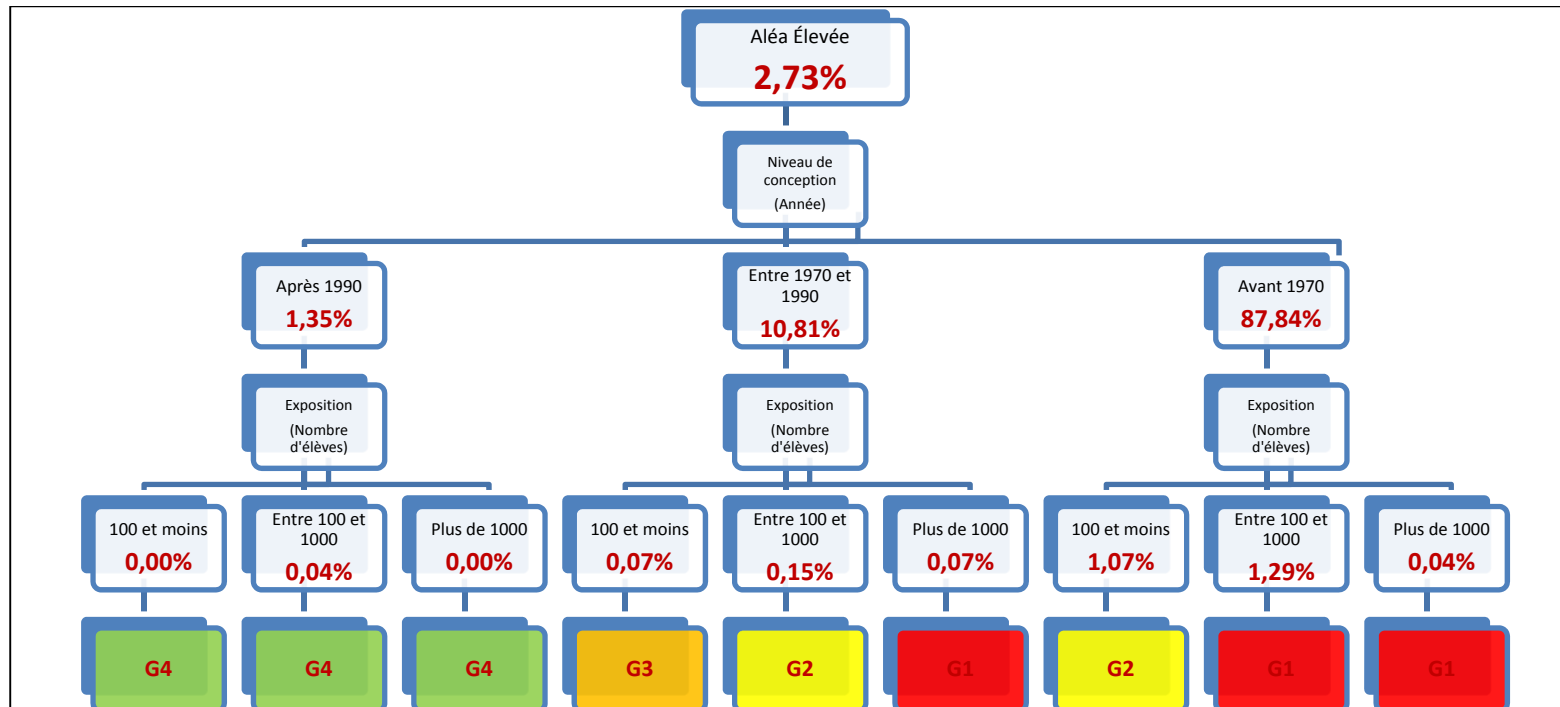 Aléa Élevée
2,73%
Niveau de
conception
(Année)
Après 1990
1,35%
Entre 1970 et
1990
10,81%
Avant 1970
87,84%
Exposition
(Nombre
d'élèves)
Exposition
(Nombre
d'élèves)
Exposition
(Nombre
d'élèves)
100 et moins
0,00%
Entre 100 et
1000
0,04%
Plus de 1000
0,00%
100 et moins
0,07%
Entre 100 et
1000
0,15%
Plus de 1000
0,07%
100 et moins
1,07%
Entre 100 et
1000
1,29%
Plus de 1000
0,04%
G4
G4
G4
G3
G2
G1
G2
G1
G1